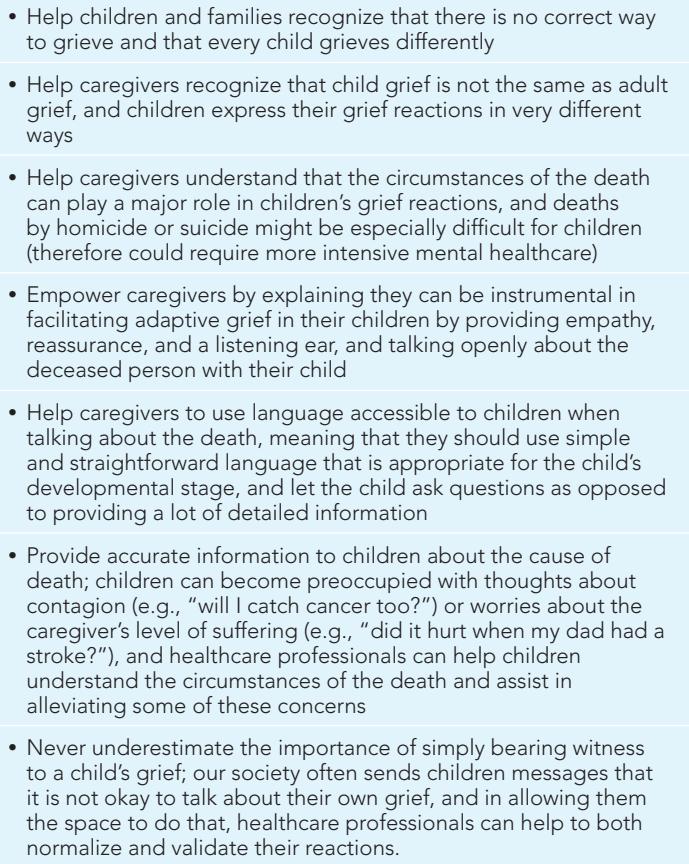 • Help children and families recognize that there is no correct way
to grieve and that every child grieves differently
• Help caregivers recognize that child grief is not the same as adult
grief, and children express their grief reactions in very different
ways
• Help caregivers understand that the circumstances of the death
can play a major role in children’s grief reactions, and deaths
by homicide or suicide might be especially difficult for children
(therefore could require more intensive mental healthcare)
• Empower caregivers by explaining they can be instrumental in
facilitating adaptive grief in their children by providing empathy,
reassurance, and a listening ear, and talking openly about the
deceased person with their child
• Help caregivers to use language accessible to children when
talking about the death, meaning that they should use simple
and straightforward language that is appropriate for the child’s
developmental stage, and let the child ask questions as opposed
to providing a lot of detailed information
• Provide accurate information to children about the cause of
death; children can become preoccupied with thoughts about
contagion (e.g., “will I catch cancer too?”) or worries about the
caregiver’s level of suffering (e.g., “did it hurt when my dad had a
stroke?”), and healthcare professionals can help children
understand the circumstances of the death and assist in
alleviating some of these concerns
• Never underestimate the importance of simply bearing witness
to a child’s grief; our society often sends children messages that
it is not okay to talk about their own grief, and in allowing them
the space to do that, healthcare professionals can help to both
normalize and validate their reactions.